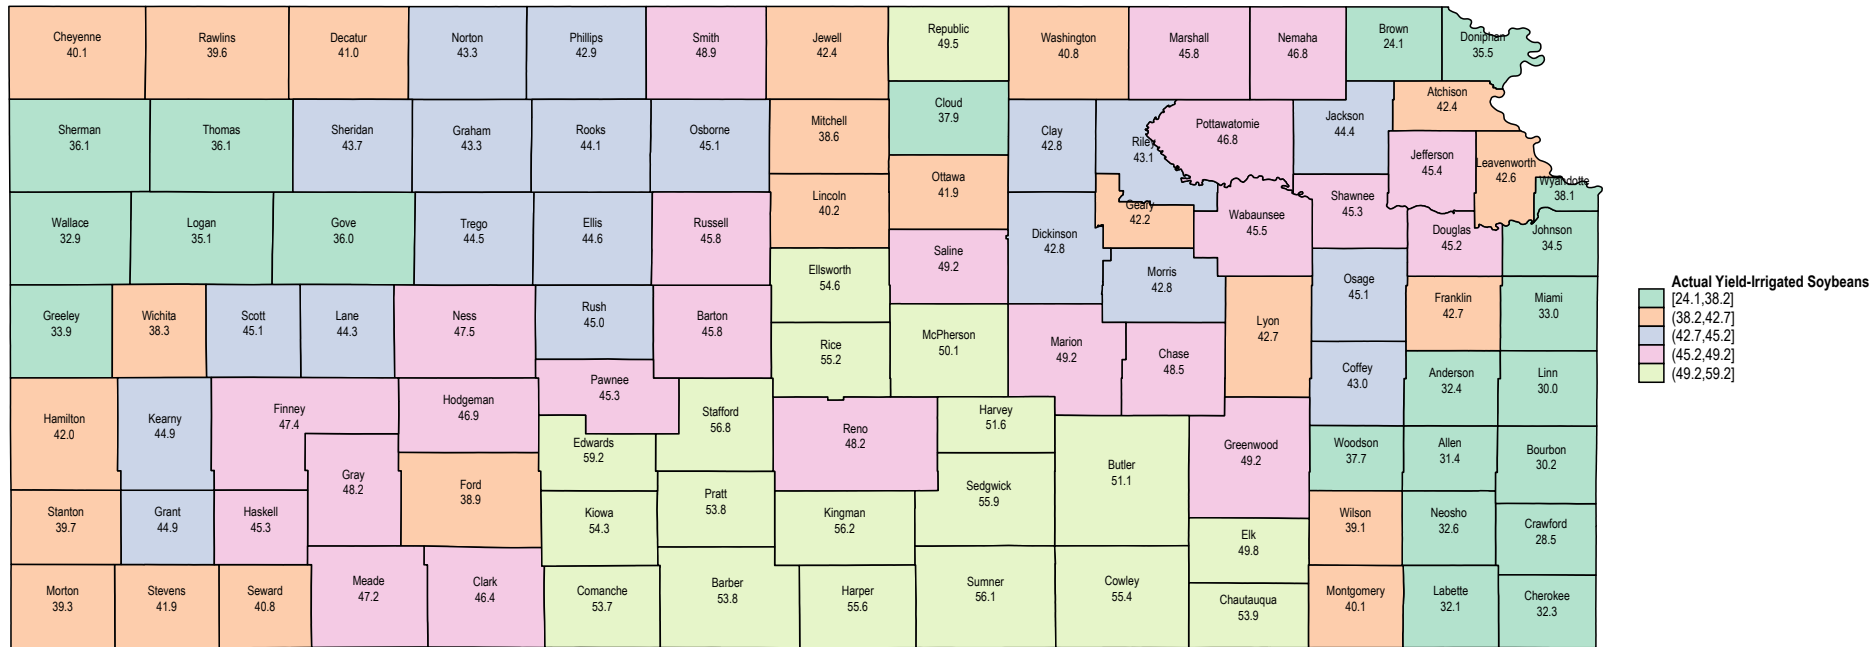 Cheyenne
40.1
Rawlins
39.6
Decatur
41.0
Norton
43.3
Phillips
42.9
Smith
48.9
Jewell
42.4
Republic
49.5
Washington
40.8
Marshall
45.8
Nemaha
46.8
Brown
24.1
Doniphan
35.5
Sherman
36.1
Thomas
36.1
Sheridan
43.7
Graham
43.3
Rooks
44.1
Osborne
45.1
Mitchell
38.6
Cloud
37.9
Clay
42.8
Riley
43.1
Pottawatomie
46.8
Jackson
44.4
Atchison
42.4
Jefferson
45.4
Leavenworth
42.6
Wyandotte
38.1
Wallace
32.9
Logan
35.1
Gove
36.0
Trego
44.5
Ellis
44.6
Russell
45.8
Lincoln
40.2
Ottawa
41.9
Saline
49.2
Dickinson
42.8
Geary
42.2
Wabaunsee
45.5
Shawnee
45.3
Douglas
45.2
Johnson
34.5
Ellsworth
54.6
Morris
42.8
Osage
45.1
Franklin
42.7
Miami
33.0
Greeley
33.9
Wichita
38.3
Scott
45.1
Lane
44.3
Ness
47.5
Rush
45.0
Barton
45.8
Rice
55.2
McPherson
50.1
Marion
49.2
Chase
48.5
Lyon
42.7
Coffey
43.0
Anderson
32.4
Linn
30.0
Hamilton
42.0
Kearny
44.9
Finney
47.4
Hodgeman
46.9
Pawnee
45.3
Stafford
56.8
Reno
48.2
Harvey
51.6
Butler
51.1
Greenwood
49.2
Woodson
37.7
Allen
31.4
Bourbon
30.2
Gray
48.2
Ford
38.9
Edwards
59.2
Pratt
53.8
Kiowa
54.3
Kingman
56.2
Sedgwick
55.9
Stanton
39.7
Grant
44.9
Haskell
45.3
Elk
49.8
Wilson
39.1
Neosho
32.6
Crawford
28.5
Morton
39.3
Stevens
41.9
Seward
40.8
Meade
47.2
Clark
46.4
Comanche
53.7
Barber
53.8
Harper
55.6
Sumner
56.1
Cowley
55.4
Chautauqua
53.9
Montgomery
40.1
Labette
32.1
Cherokee
32.3
Actual Yield-Irrigated Soybeans
[24.1,38.2]
(38.2,42.7]
(42.7,45.2]
(45.2,49.2]
(49.2,59.2]